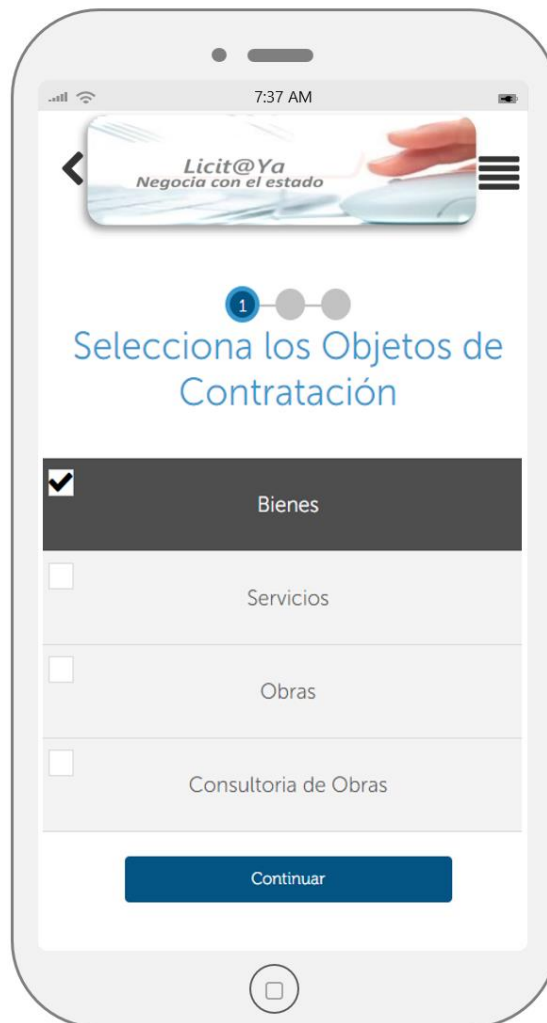 7:37 AM
Licit@Ya
Negocia con el estado
1
Selecciona los Objetos de
Contratación
Bienes
Servicios
Obras
Consultoria de Obras
Continuar